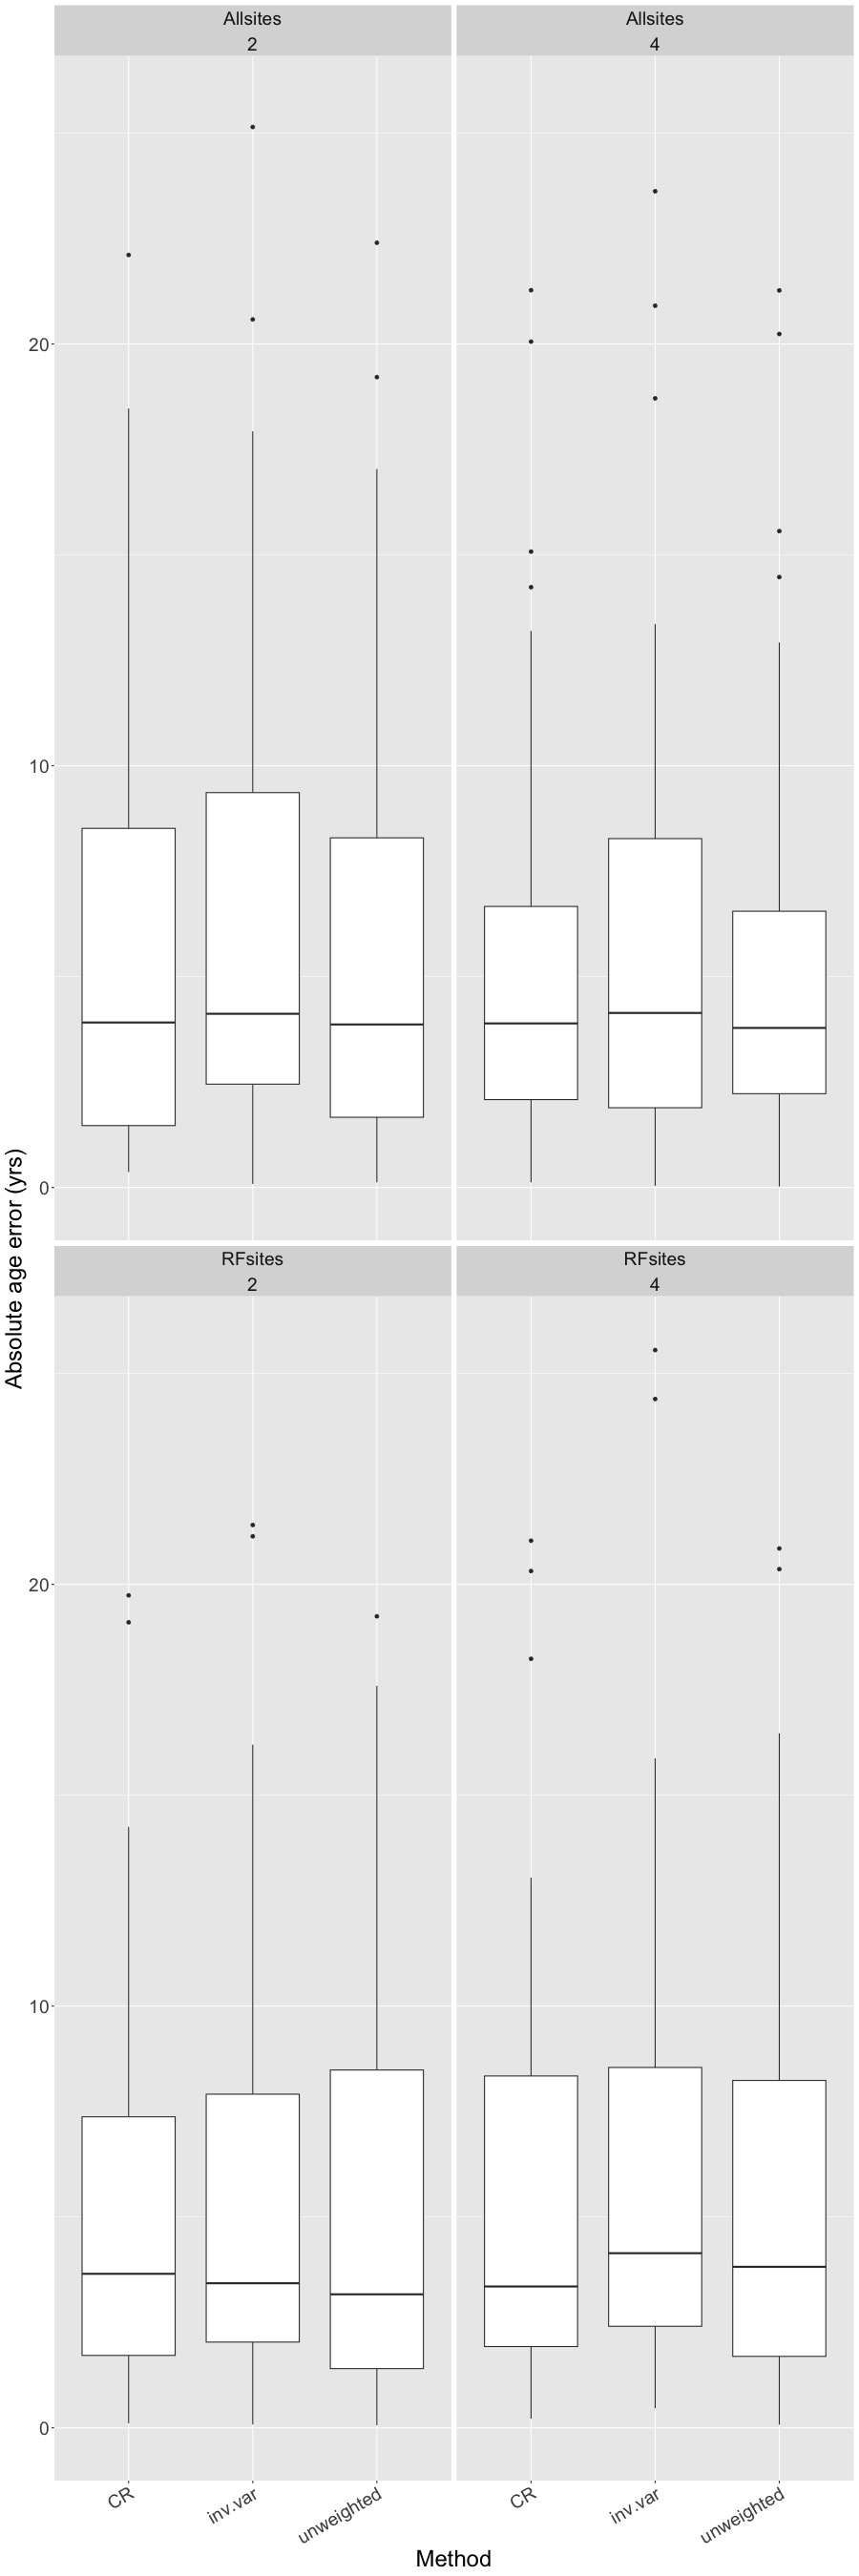 Allsites
2
Allsites
4
20
10
0
Absolute age error (yrs)
RFsites
2
RFsites
4
20
10
0
CR
inv.var
unweighted
CR
inv.var
unweighted
Method